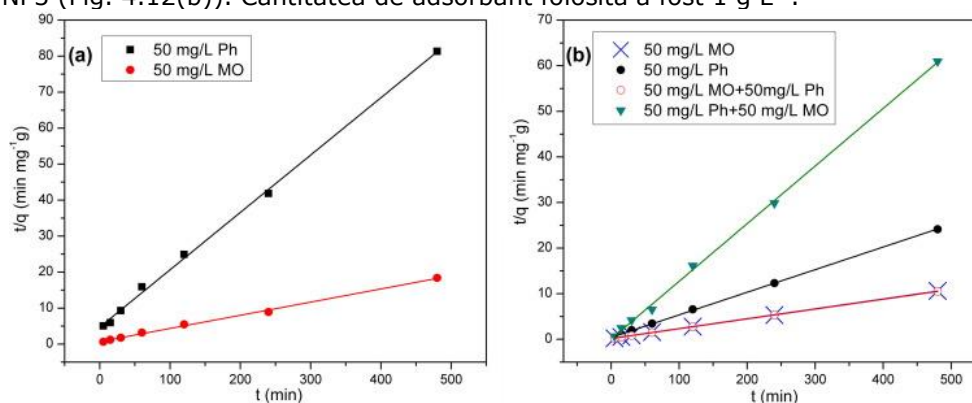 NPS (Fig. 4.12(b)). Cantitatea de adsorbant folosită a fost 1 g L
(a)
50 mg/L Ph
50 mg/L MO
90
80
70
60
50
40
30
20
10
0
t/q (min mg⁻¹g)
0 100 200 300 400 500
t (min)
(b)
50 mg/L MO
50 mg/L Ph
50 mg/L MO+50mg/L Ph
50 mg/L Ph+50 mg/L MO
70
60
50
40
30
20
10
0
t/q (min mg⁻¹g)
0 100 200 300 400 500
t (min)